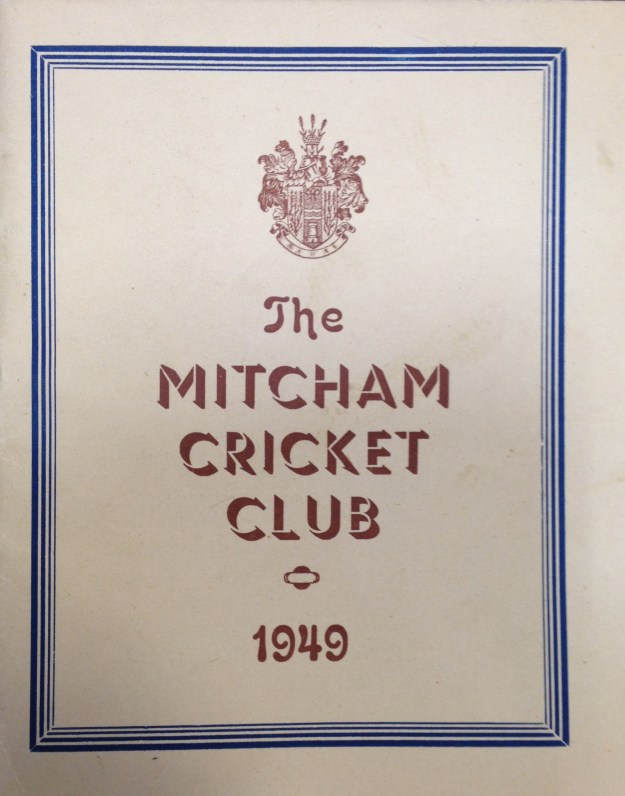 The
MITCHAM
CRICKET
CLUB
1949